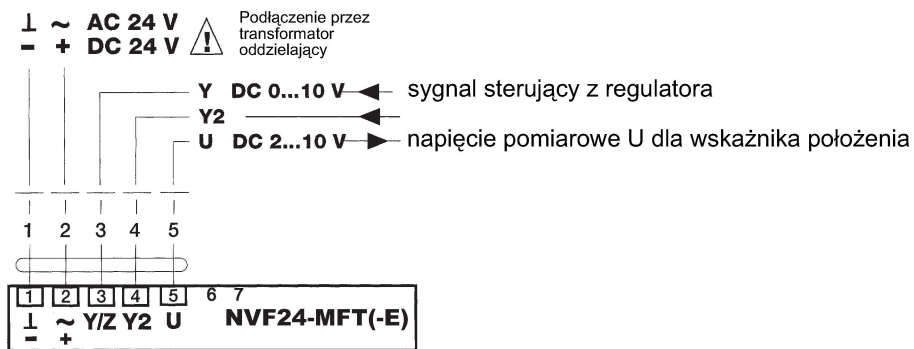 ⊥ ~ AC 24 V
- + DC 24 V
Podłączenie przez
transformator
oddzielający
Y DC 0...10 V sygnal sterujący z regulatora
Y2
U DC 2...10 V napięcie pomiarowe U dla wskaźnika położenia
1 2 3 4 5
1 2 3 4 5 6 7
⊥ ~ Y/Z Y2 U NVF24-MFT(-E)
- +